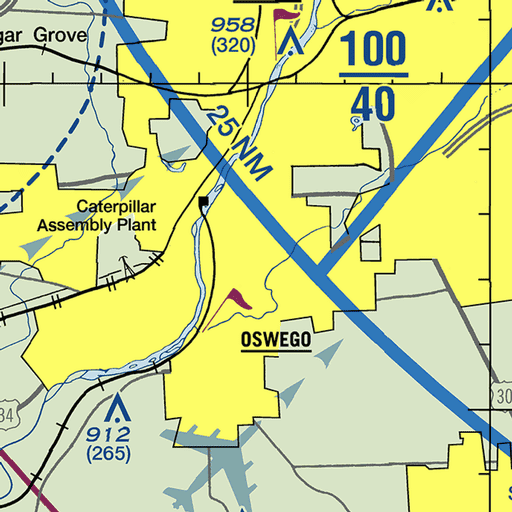 958
(320)
gar Grove
100
40
25 NM
Caterpillar
Assembly Plant
OSWEGO
34
30
912
(265)
S